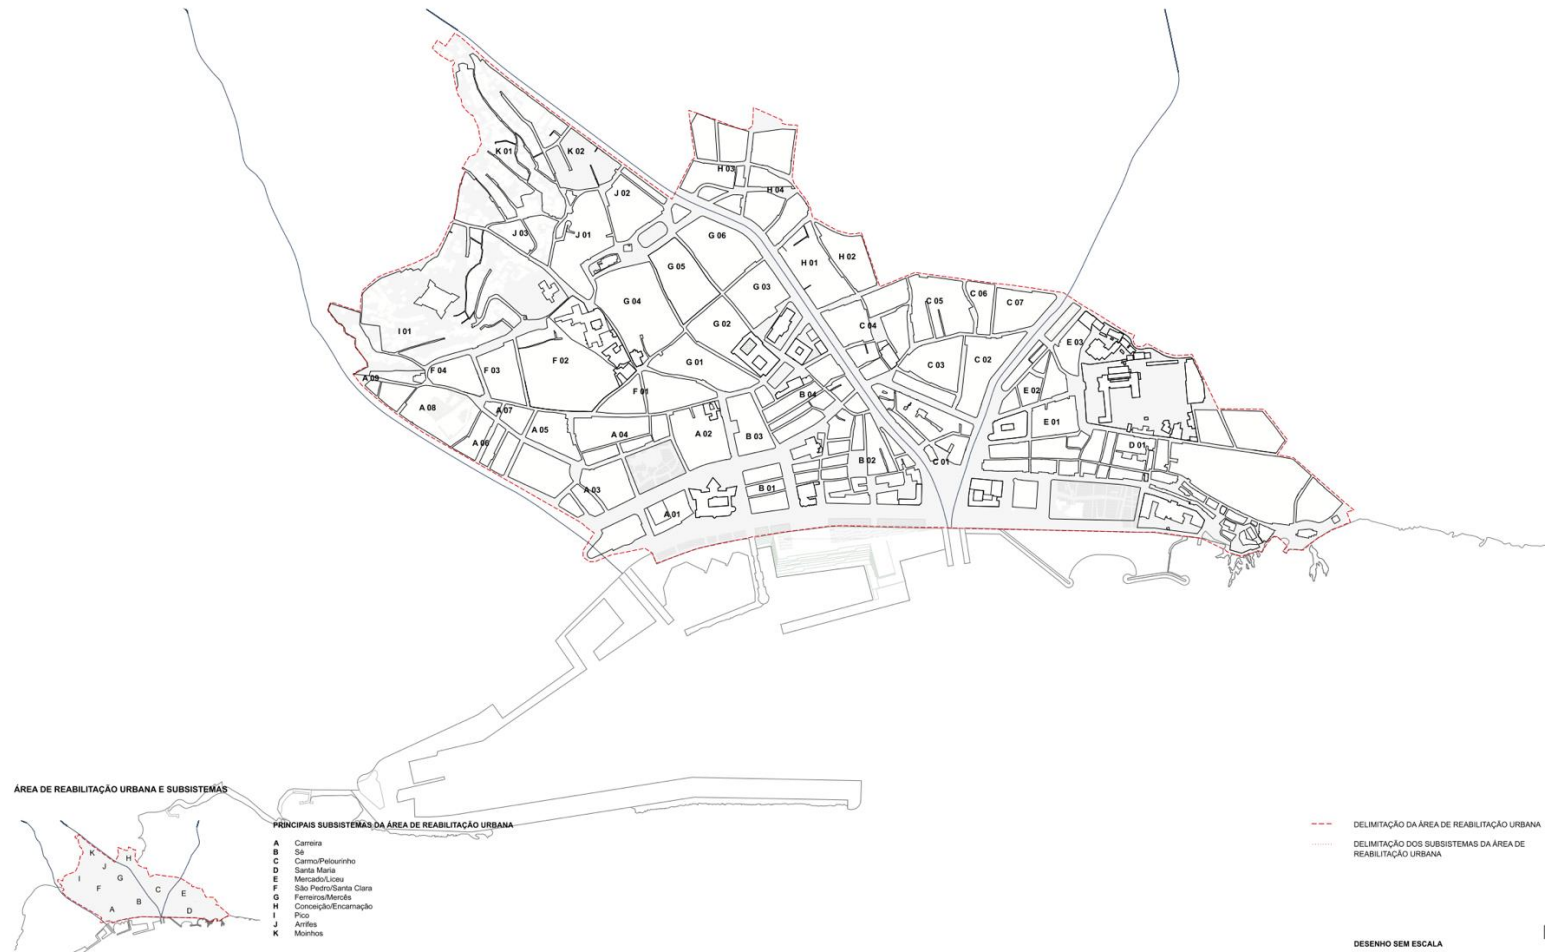 K 01
K 02
H 03
H 04
J 02
J 03
J 01
G 06
H 01
H 02
G 05
G 03
G 04
G 02
G 01
I 01
C 05
C 06
C 07
C 04
C 03
C 02
E 03
E 02
E 01
F 04
F 03
F 02
F 01
A 09
A 08
A 07
A 06
A 05
A 04
A 02
B 03
B 04
B 02
C 01
D 01
A 03
A 01
B 01
ÁREA DE REABILITAÇÃO URBANA E SUBSISTEMAS
K
H
J
I
G
F
C
E
A
B
D
PRINCIPAIS SUBSISTEMAS DA ÁREA DE REABILITAÇÃO URBANA
A Carreira
B Sé
C Carmo/Pelourinho
D Santa Maria
E Mercado/Liceu
F São Pedro/Santa Clara
G Ferreiros/Mercês
H Conceição/Encarnação
I Pico
J Arrifes
K Moinhos
DELIMITAÇÃO DA ÁREA DE REABILITAÇÃO URBANA
DELIMITAÇÃO DOS SUBSISTEMAS DA ÁREA DE
REABILITAÇÃO URBANA
DESENHO SEM ESCALA